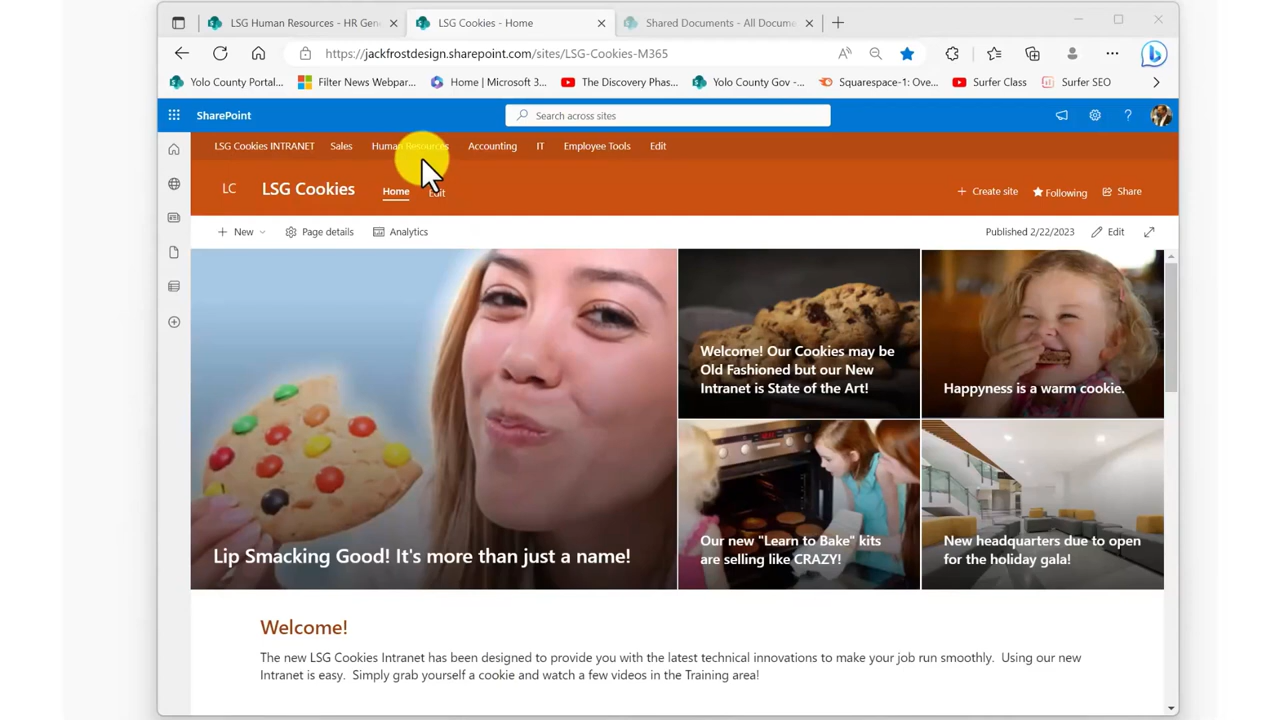 LSG Human Resources - HR Gen
LSG Cookies - Home
Shared Documents - All Docume
https://jackfrostdesign.sharepoint.com/sites/LSG-Cookies-M365
Yolo County Portal...
Filter News Webpar...
Home | Microsoft 3...
The Discovery Phas...
Yolo County Gov -...
Squarespace-1: Ove...
Surfer Class
Surfer SEO
SharePoint
Search across sites
LSG Cookies INTRANET
Sales
Human Resources
Accounting
IT
Employee Tools
Edit
LC
LSG Cookies
Home
Edit
Create site
Following
Share
New
Page details
Analytics
Published 2/22/2023
Edit
Welcome! Our Cookies may be
Old Fashioned but our New
Intranet is State of the Art!
Happyness is a warm cookie.
Lip Smacking Good! It's more than just a name!
Our new "Learn to Bake" kits
are selling like CRAZY!
New headquarters due to open
for the holiday gala!
Welcome!
The new LSG Cookies Intranet has been designed to provide you with the latest technical innovations to make your job run smoothly. Using our new
Intranet is easy. Simply grab yourself a cookie and watch a few videos in the Training area!